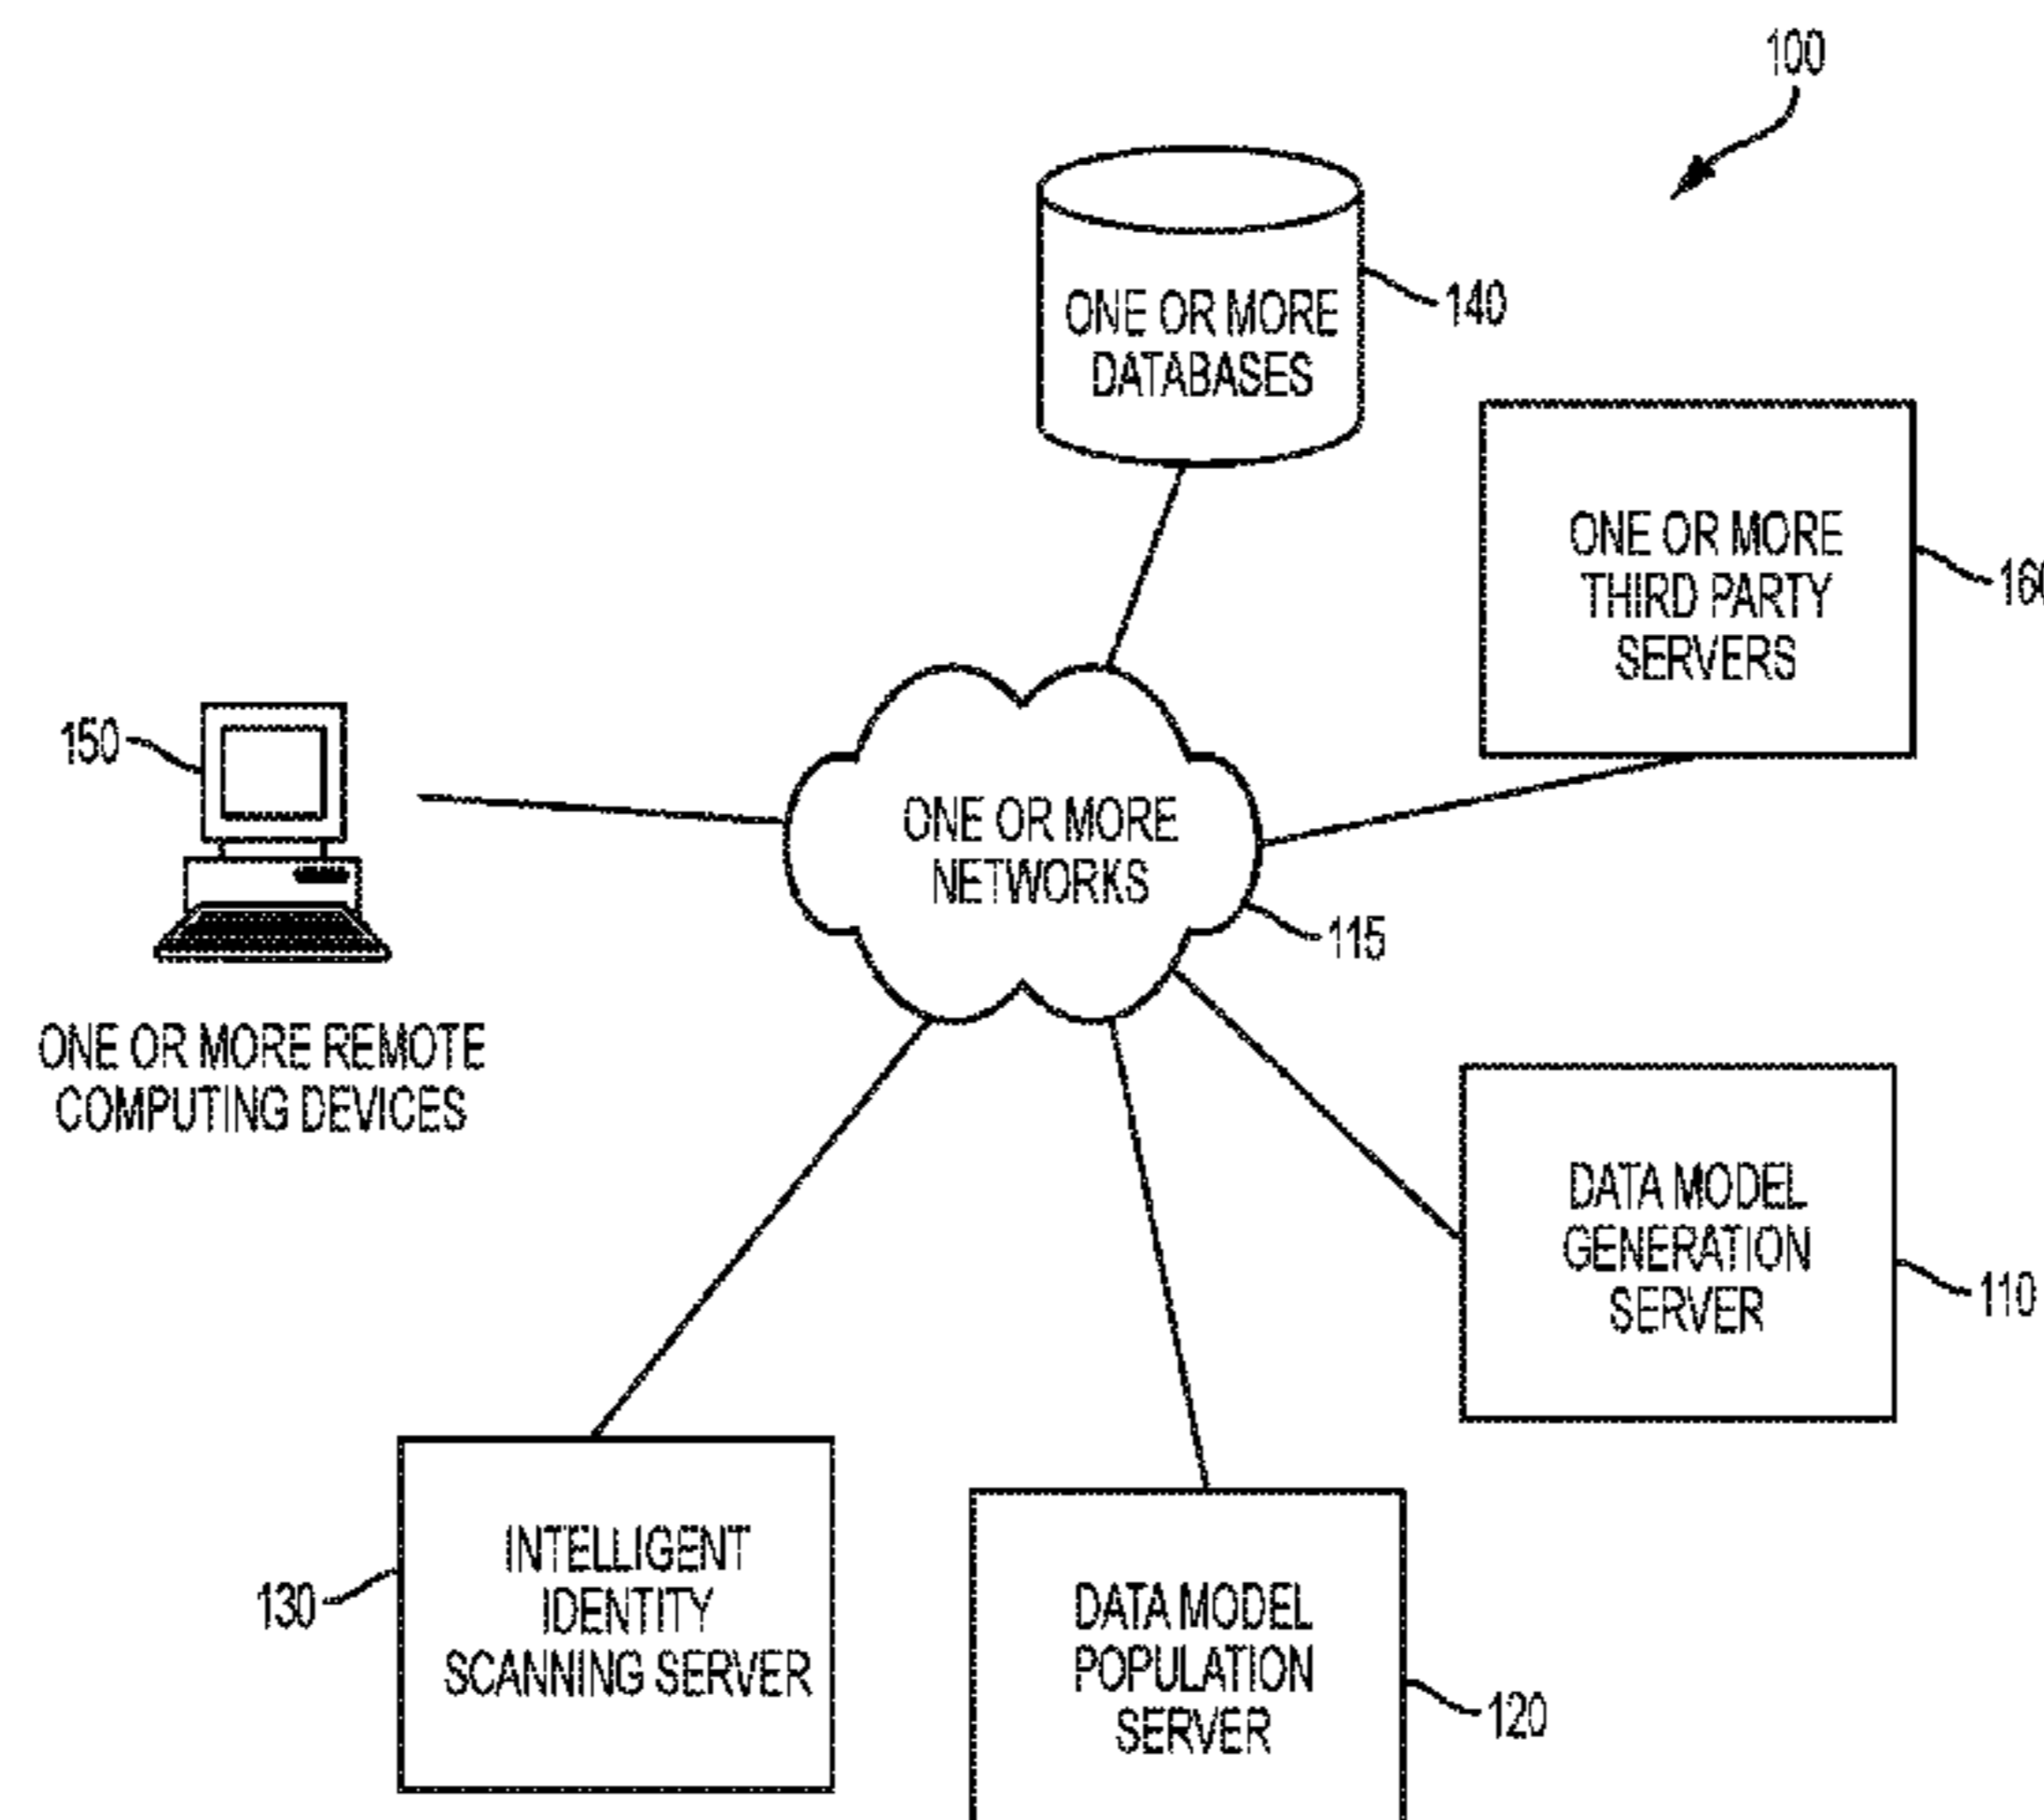 100
ONE OR MORE
DATABASES
140
ONE OR MORE
THIRD PARTY
SERVERS
150
ONE OR MORE
NETWORKS
115
ONE OR MORE REMOTE
COMPUTING DEVICES
DATA MODEL
GENERATION
SERVER
110
INTELLIGENT
IDENTITY
SCANNING SERVER
130
DATA MODEL
POPULATION
SERVER
120